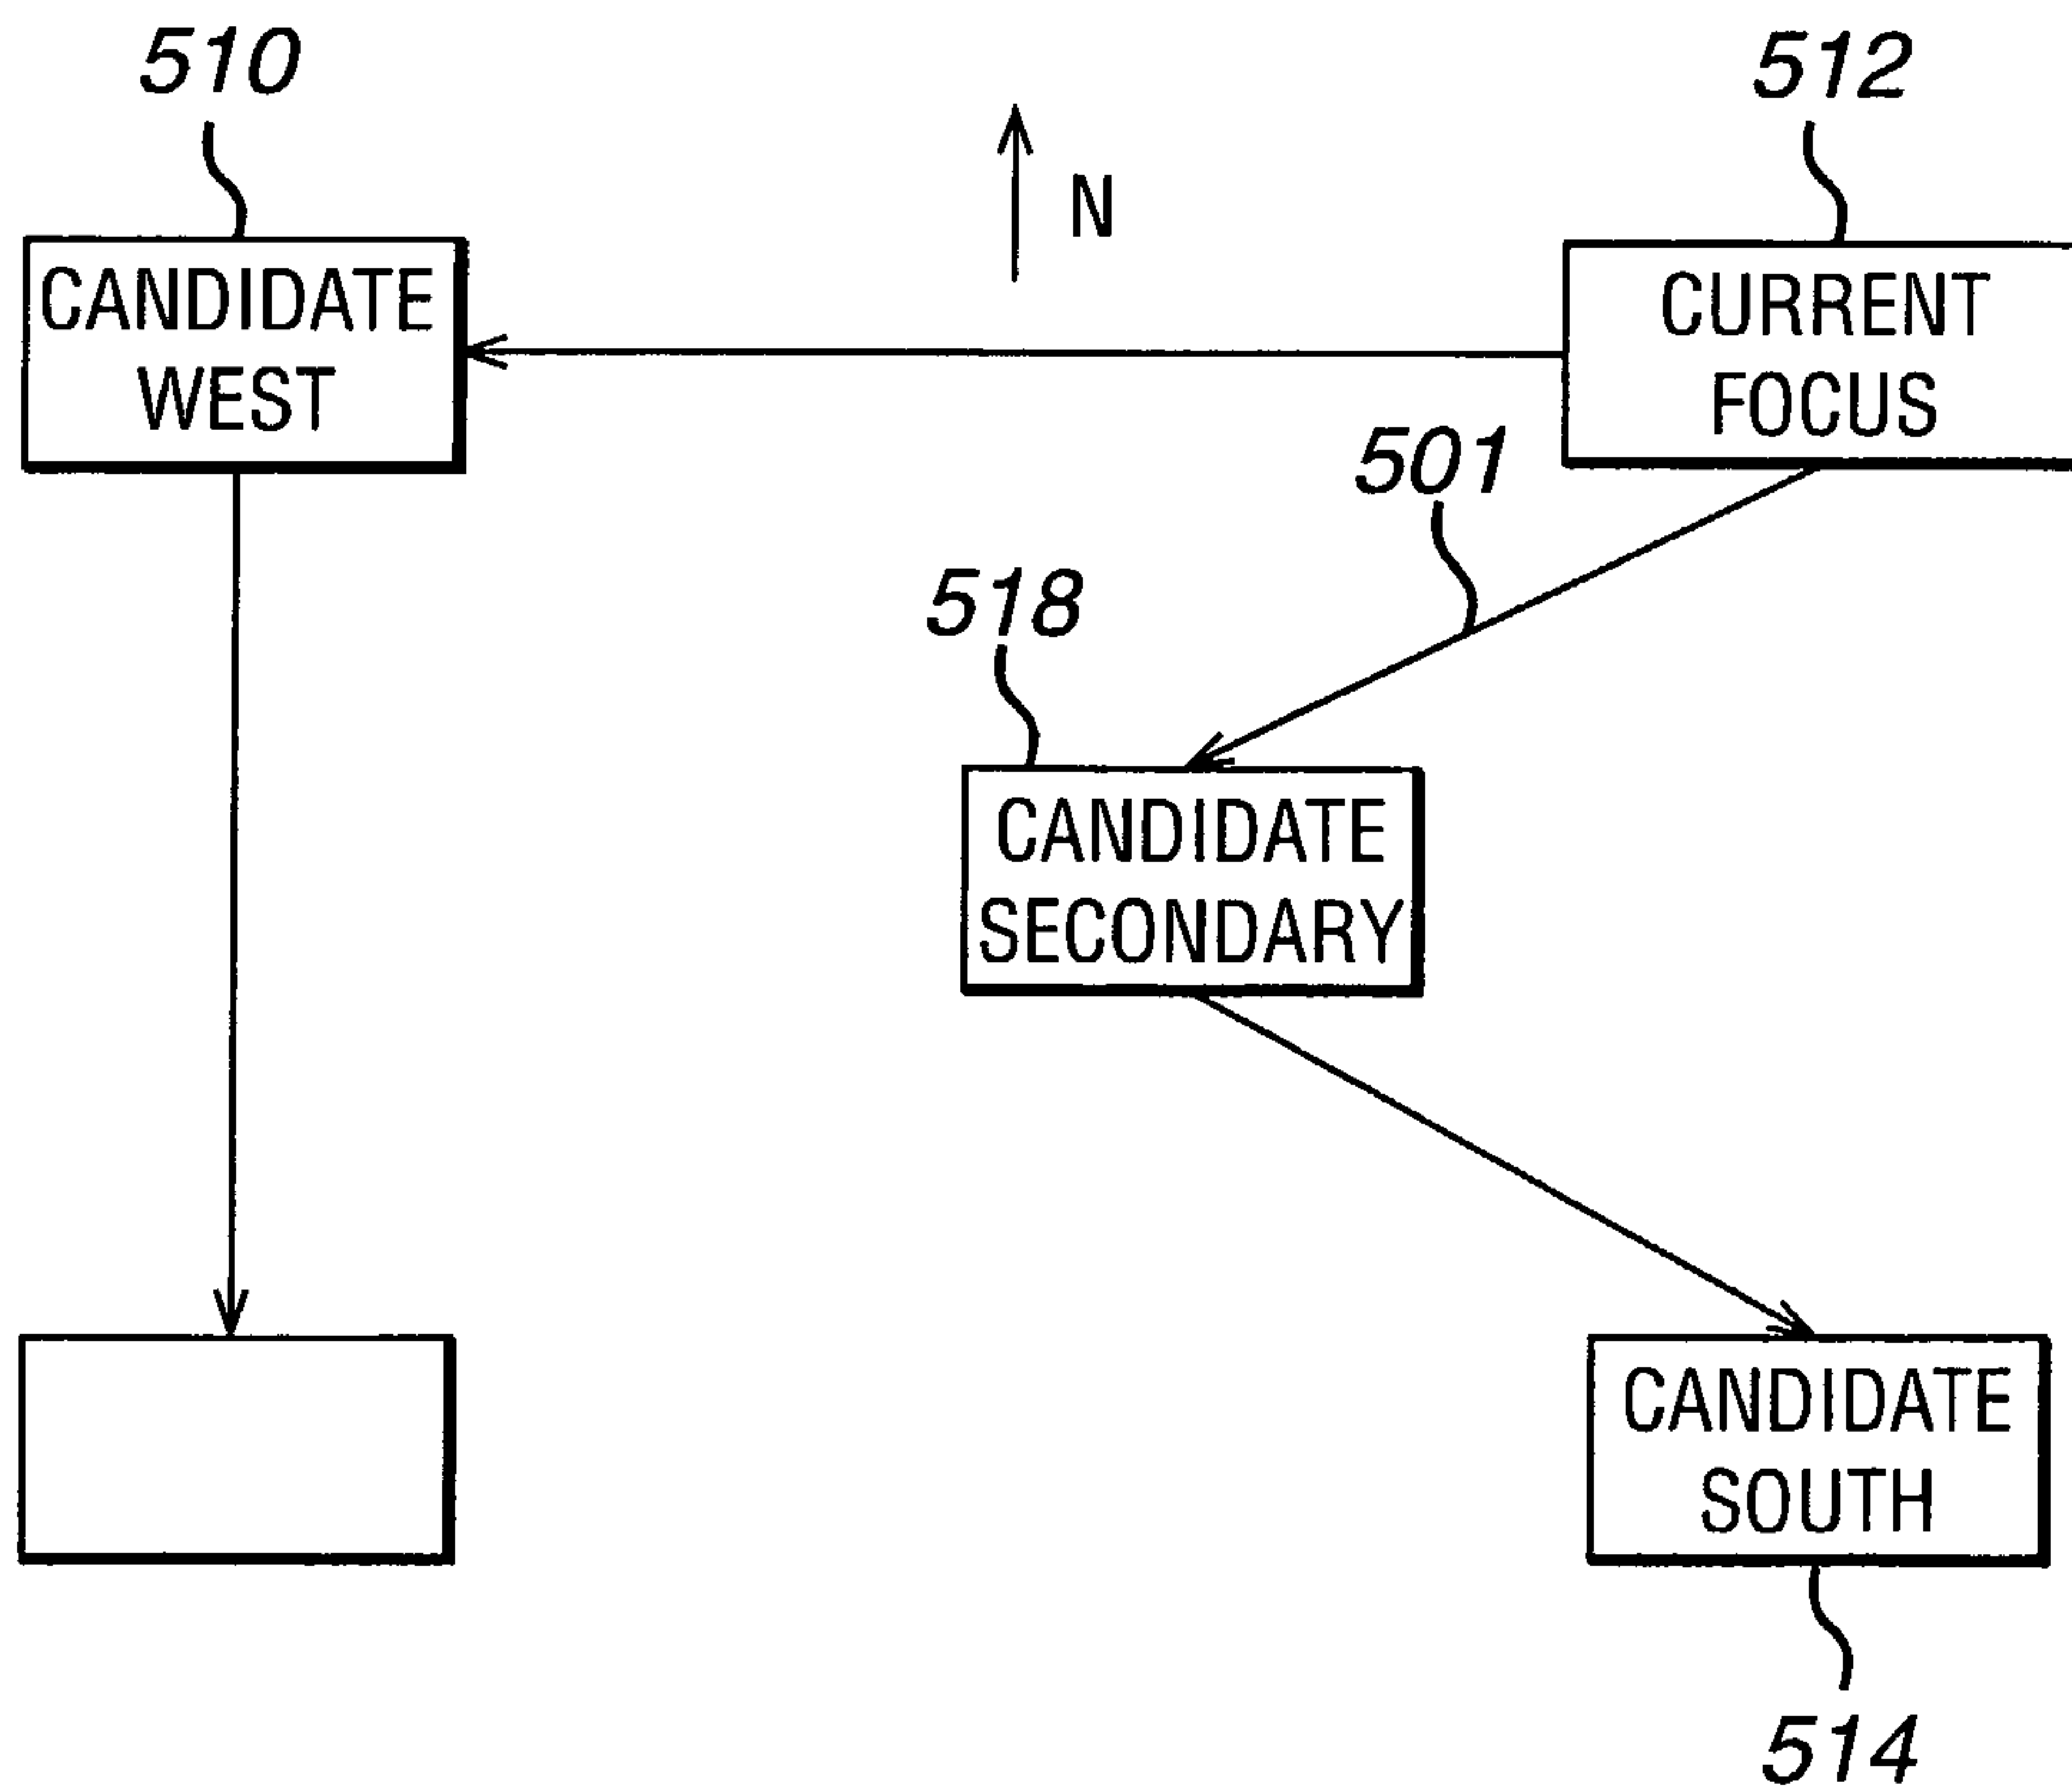 510
512
N
CANDIDATE
WEST
CURRENT
FOCUS
501
518
CANDIDATE
SECONDARY
CANDIDATE
SOUTH
514